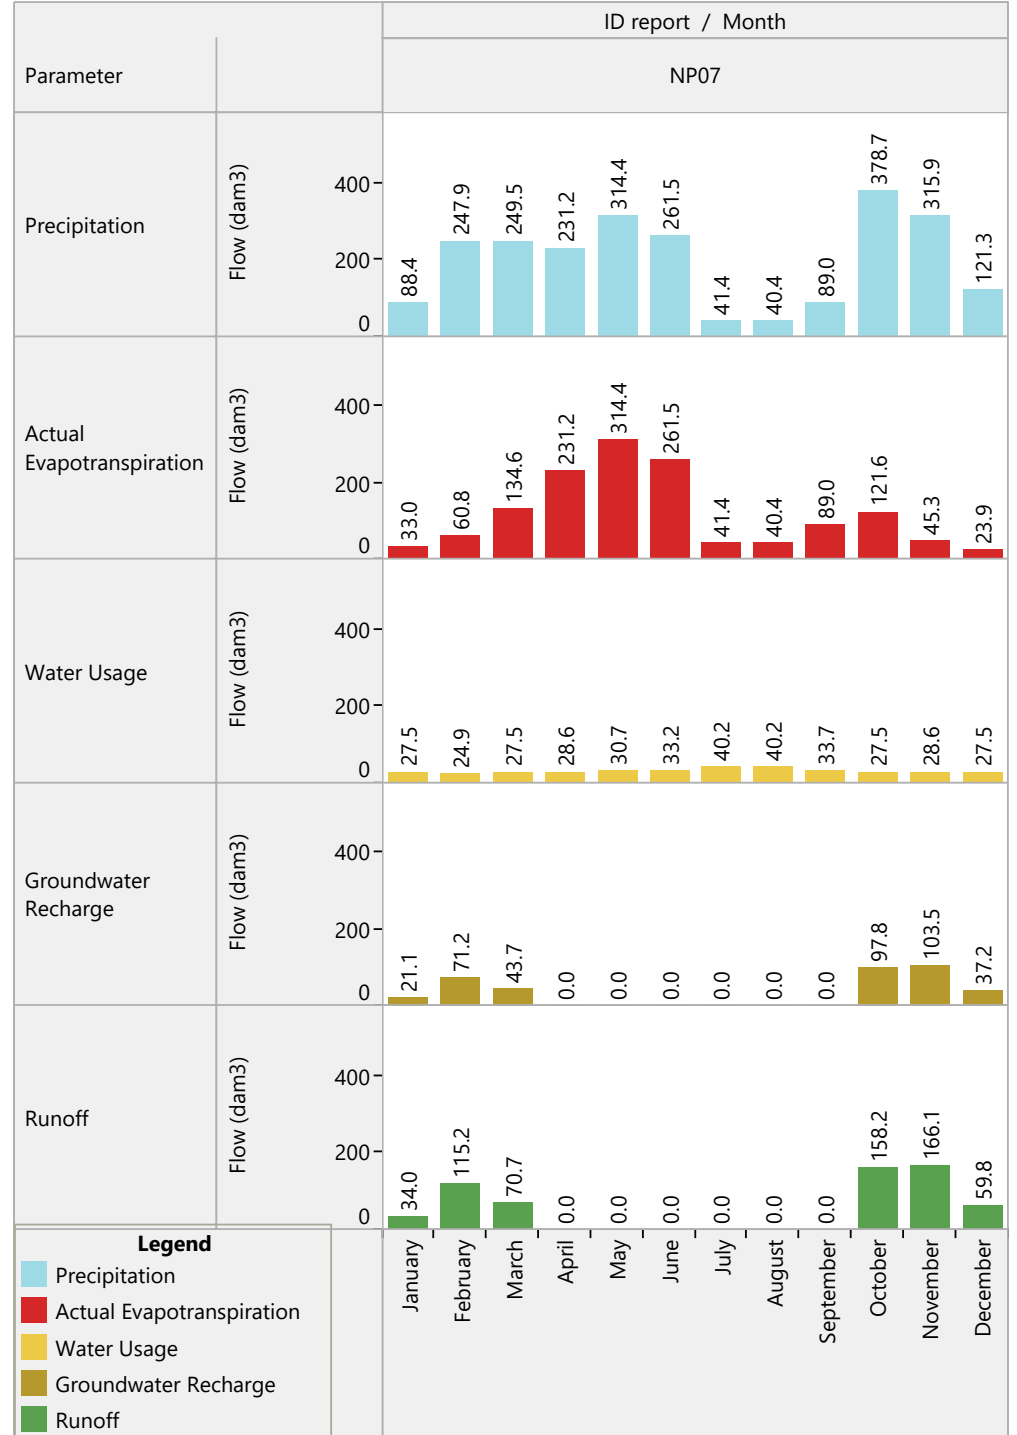 ID report / Month
Parameter
NP07
Precipitation
Flow (dam3)
400
200
0
88.4
247.9
249.5
231.2
314.4
261.5
41.4
40.4
89.0
378.7
315.9
121.3
Actual
Evapotranspiration
Flow (dam3)
400
200
0
33.0
60.8
134.6
231.2
314.4
261.5
41.4
40.4
89.0
121.6
45.3
23.9
Water Usage
Flow (dam3)
400
200
0
27.5
24.9
27.5
28.6
30.7
33.2
40.2
40.2
33.7
27.5
28.6
27.5
Groundwater
Recharge
Flow (dam3)
400
200
0
21.1
71.2
43.7
0.0
0.0
0.0
0.0
0.0
0.0
97.8
103.5
37.2
Runoff
Flow (dam3)
400
200
0
34.0
115.2
70.7
0.0
0.0
0.0
0.0
0.0
0.0
158.2
166.1
59.8
January
February
March
April
May
June
July
August
September
October
November
December
Legend
Precipitation
Actual Evapotranspiration
Water Usage
Groundwater Recharge
Runoff